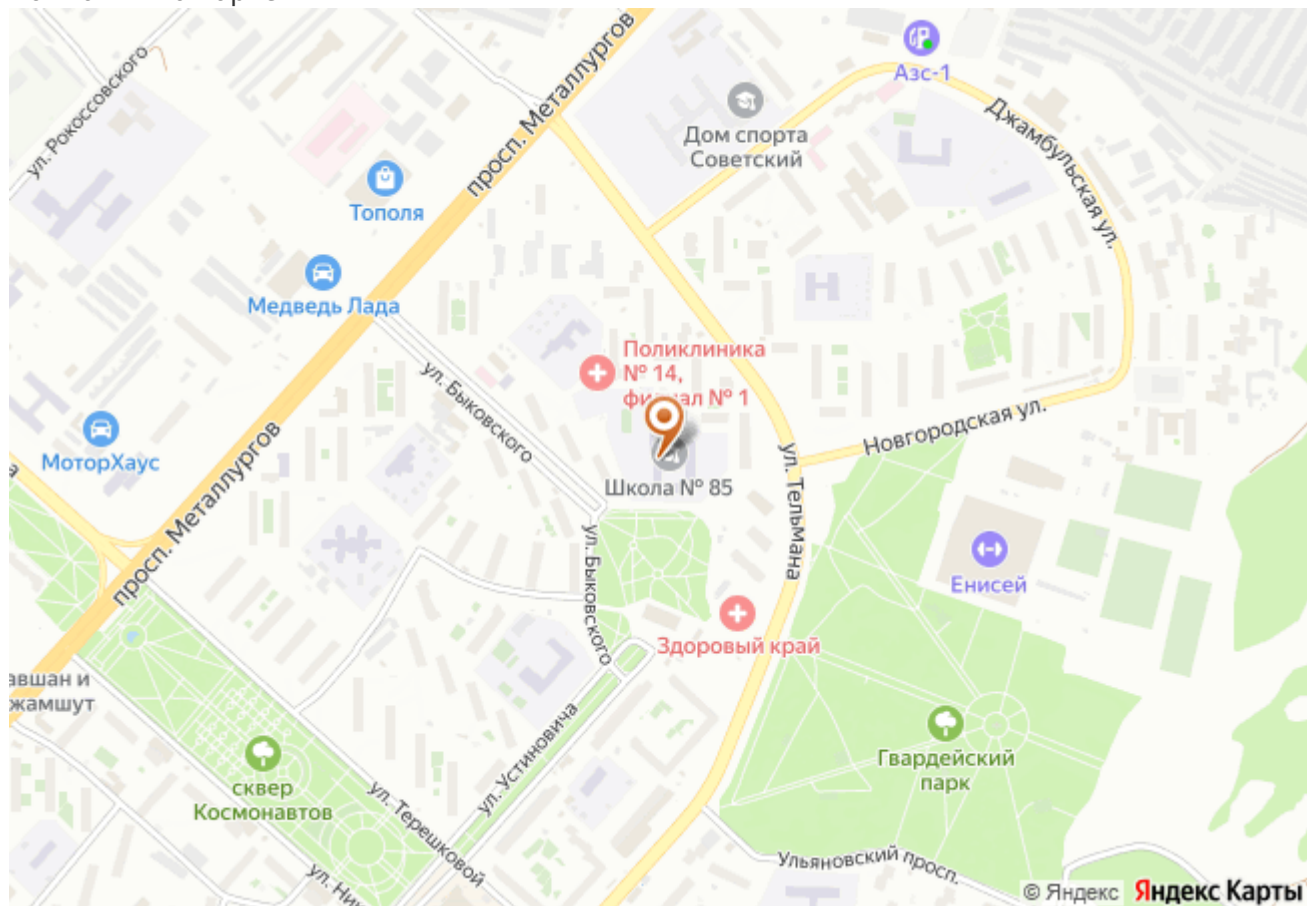 ул. Рокоссовского
просп. Металлургов
Азс-1
Дом спорта
Советский
Джамбульская ул.
Тополя
Медведь Лада
Поликлиника
№ 14,
филиал № 1
ул. Быковского
МоторХаус
просп. Металлургов
Школа № 85
ул. Тельмана
Новгородская ул.
ул. Быковского
Енисей
Здоровый край
авшан и
жамшут
сквер
Космонавтов
ул. Терешковой
ул. Устиновича
Гвардейский
парк
Ульяновский просп.
© Яндекс Яндекс Карты